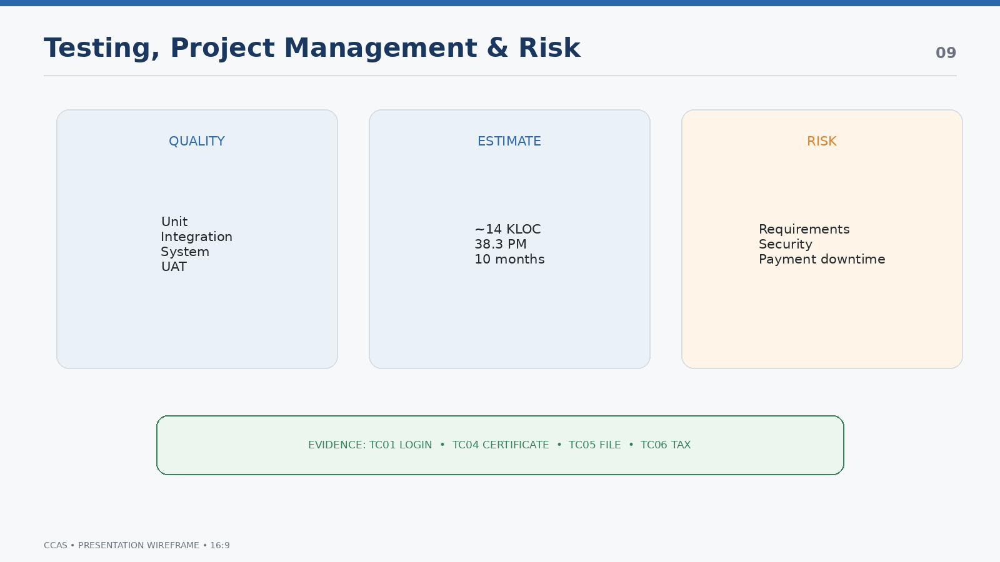 Testing, Project Management & Risk
09
QUALITY
Unit
Integration
System
UAT
ESTIMATE
~14 KLOC
38.3 PM
10 months
RISK
Requirements
Security
Payment downtime
EVIDENCE: TC01 LOGIN • TC04 CERTIFICATE • TC05 FILE • TC06 TAX
CCAS • PRESENTATION WIREFRAME • 16:9